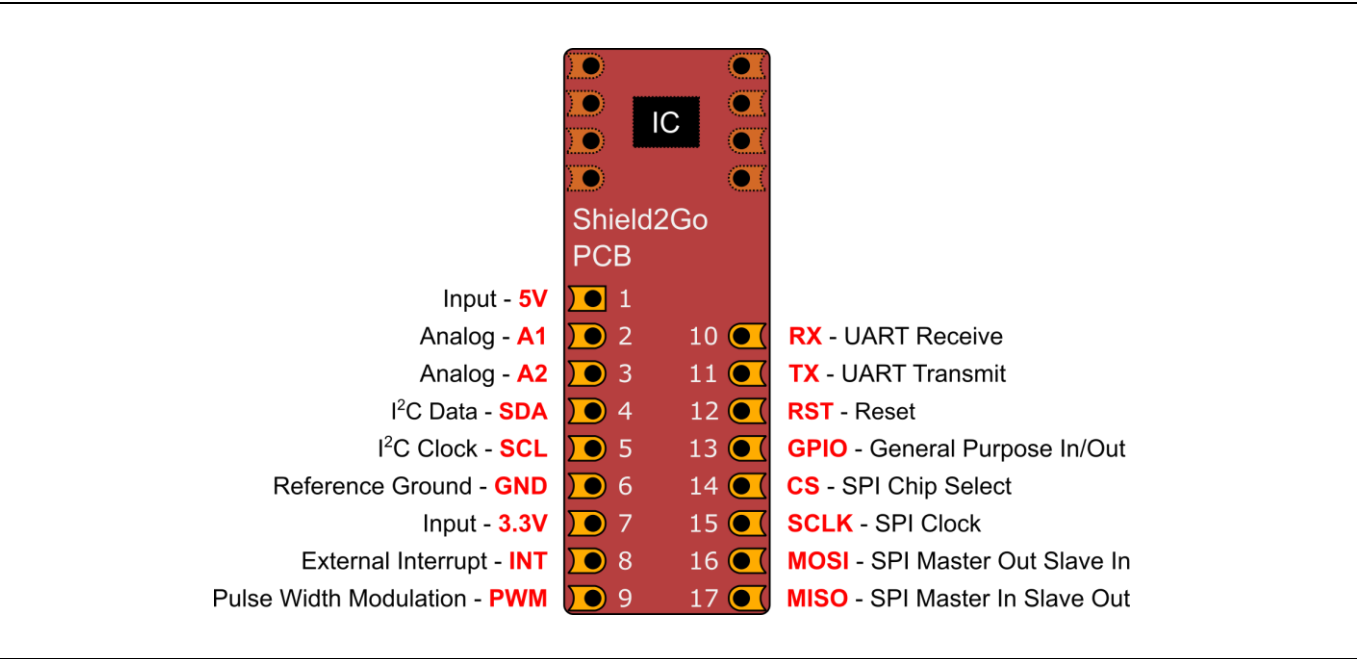 IC
Shield2Go
PCB
Input - 5V 1
Analog - A1 2 10 RX - UART Receive
Analog - A2 3 11 TX - UART Transmit
I²C Data - SDA 4 12 RST - Reset
I²C Clock - SCL 5 13 GPIO - General Purpose In/Out
Reference Ground - GND 6 14 CS - SPI Chip Select
Input - 3.3V 7 15 SCLK - SPI Clock
External Interrupt - INT 8 16 MOSI - SPI Master Out Slave In
Pulse Width Modulation - PWM 9 17 MISO - SPI Master In Slave Out